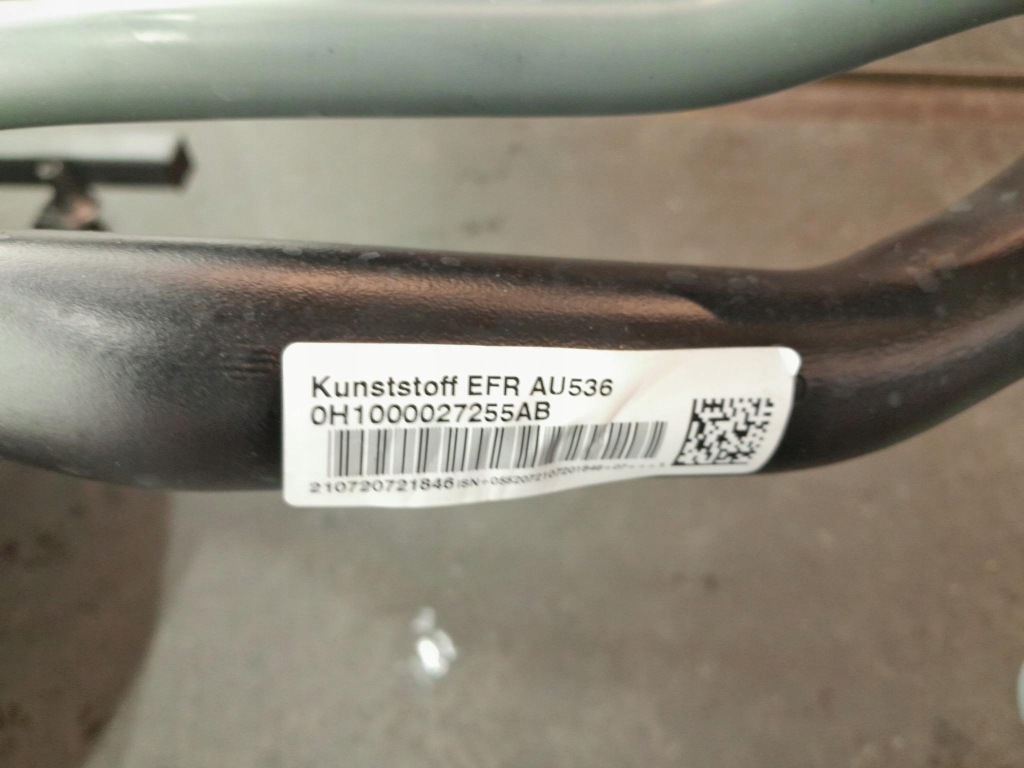 Kunststoff EFR AU536
0H1000027255AB
210720721846